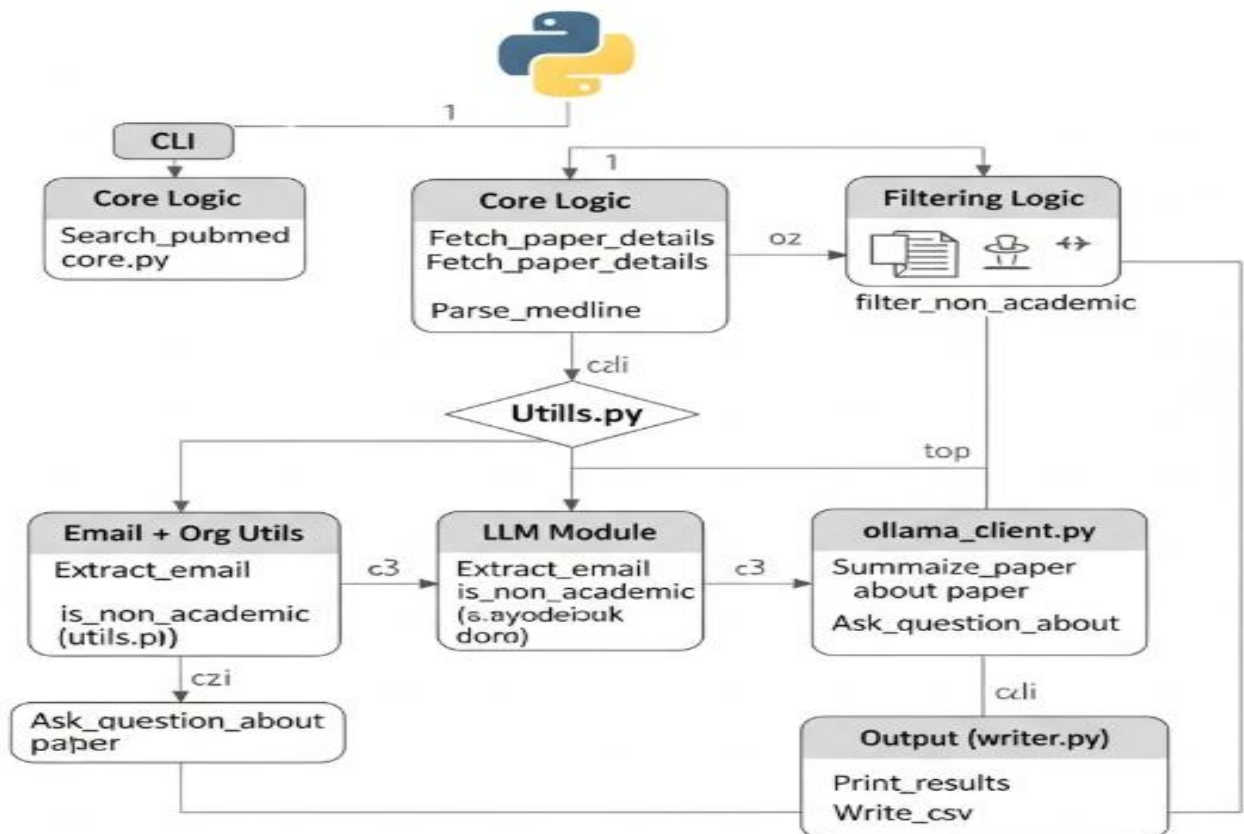 1
CLI
Core Logic
Search_pubmed
core.py
1
Core Logic
Fetch_paper_details
Fetch_paper_details
Parse_medline
oz
Filtering Logic
filter_non_academic
Utills.py
top
Email + Org Utils
Extract_email
is_non_academic
c3
LLM Module
Extract_email
is_non_academic
c3
ollama_client.py
Summaize_paper
about paper
Ask_question_about
czi
Ask_question_about
paper
Output (writer.py)
Print_results
Write_csv